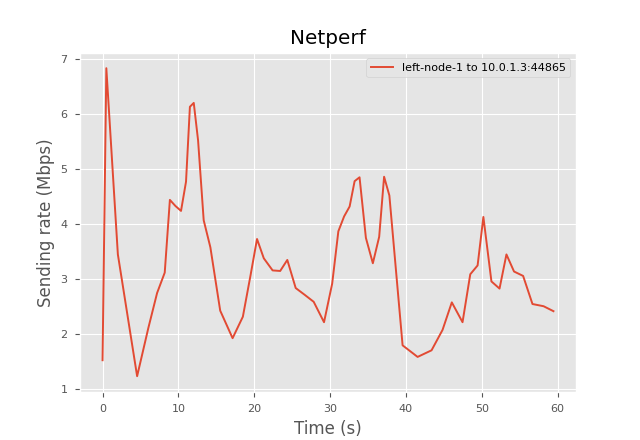 Netperf
left-node-1 to 10.0.1.3:44865
Sending rate (Mbps)
7
6
5
4
3
2
1
0 10 20 30 40 50 60
Time (s)